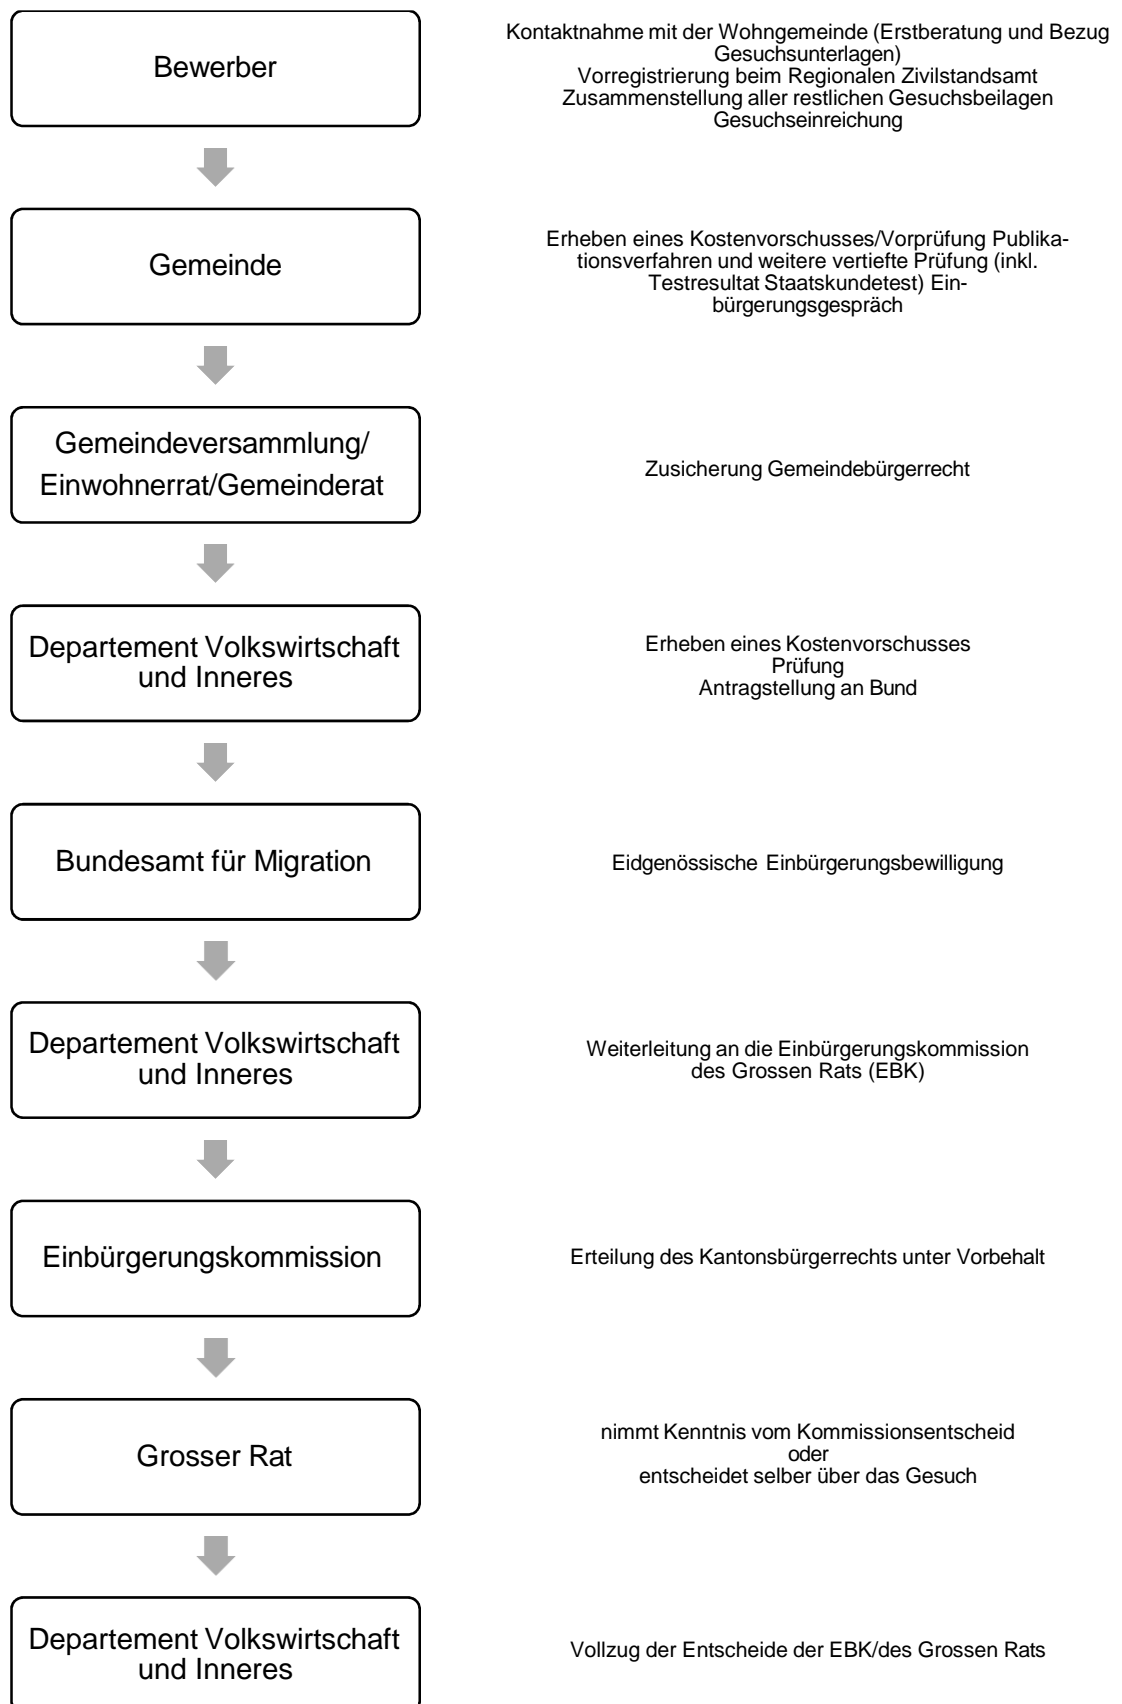 Bewerber
Kontaktnahme mit der Wohngemeinde (Erstberatung und Bezug
Gesuchsunterlagen)
Vorregistrierung beim Regionalen Zivilstandsamt
Zusammenstellung aller restlichen Gesuchsbeilagen
Gesuchseinreichung
Gemeinde
Erheben eines Kostenvorschusses/Vorprüfung Publika-
tionsverfahren und weitere vertiefte Prüfung (inkl.
Testresultat Staatskundetest) Ein-
bürgerungsgespräch
Gemeindeversammlung/
Einwohnerrat/Gemeinderat
Zusicherung Gemeindebürgerrecht
Departement Volkswirtschaft
und Inneres
Erheben eines Kostenvorschusses
Prüfung
Antragstellung an Bund
Bundesamt für Migration
Eidgenössische Einbürgerungsbewilligung
Departement Volkswirtschaft
und Inneres
Weiterleitung an die Einbürgerungskommission
des Grossen Rats (EBK)
Einbürgerungskommission
Erteilung des Kantonsbürgerrechts unter Vorbehalt
Grosser Rat
nimmt Kenntnis vom Kommissionsentscheid
oder
entscheidet selber über das Gesuch
Departement Volkswirtschaft
und Inneres
Vollzug der Entscheide der EBK/des Grossen Rats